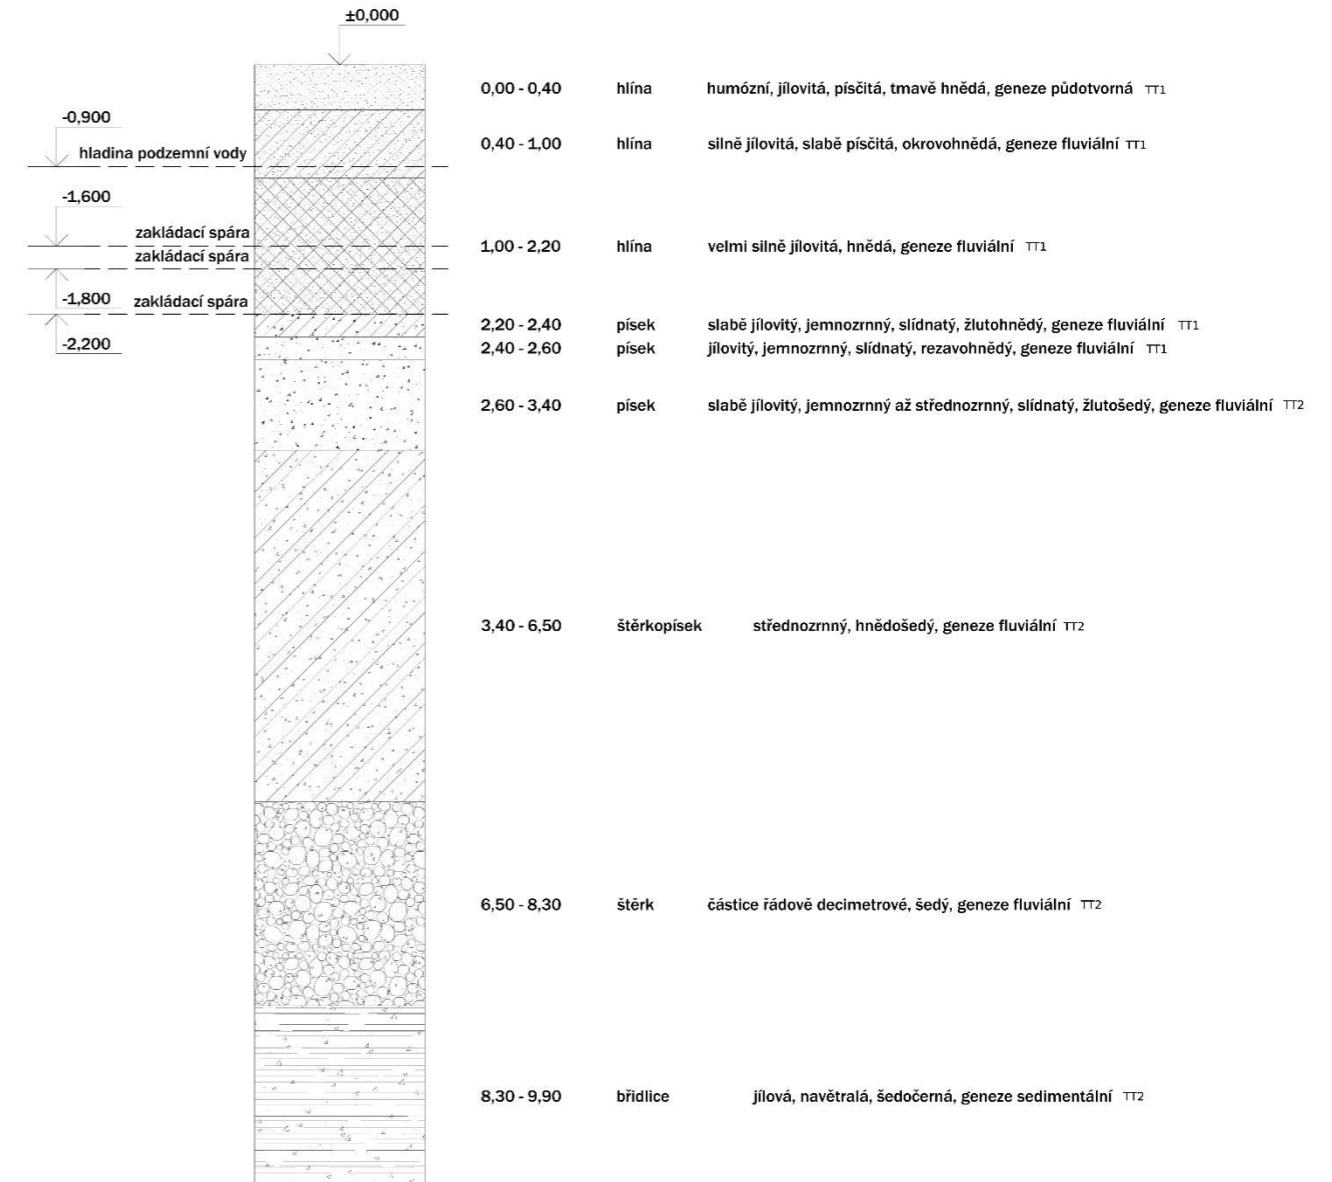 ±0,000
0,00 - 0,40 hlína humózní, jílovitá, písčitá, tmavě hnědá, geneze půdotvorná TT1
-0,900
0,40 - 1,00 hlína silně jílovitá, slabě písčitá, okrovohnědá, geneze fluviální TT1
hladina podzemní vody
-1,600
zakládací spára
1,00 - 2,20 hlína velmi silně jílovitá, hnědá, geneze fluviální TT1
zakládací spára
-1,800 zakládací spára
2,20 - 2,40 písek slabě jílovitý, jemnozrnný, slídnatý, žlutohnědý, geneze fluviální TT1
-2,200
2,40 - 2,60 písek jílovitý, jemnozrnný, slídnatý, rezavohnědý, geneze fluviální TT1
2,60 - 3,40 písek slabě jílovitý, jemnozrnný až střednozrnný, slídnatý, žlutošedý, geneze fluviální TT2
3,40 - 6,50 štěrkopísek střednozrnný, hnědošedý, geneze fluviální TT2
6,50 - 8,30 štěrk částice řádově decimetrové, šedý, geneze fluviální TT2
8,30 - 9,90 břidlice jílová, navětralá, šedočerná, geneze sedimentální TT2